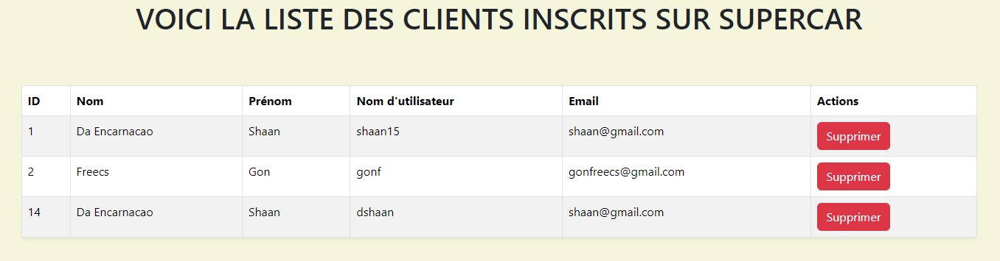 VOICI LA LISTE DES CLIENTS INSCRITS SUR SUPERCAR
ID Nom Prénom Nom d'utilisateur Email Actions
1 Da Encarnacao Shaan shaan15 shaan@gmail.com Supprimer
2 Freecs Gon gonf gonfreecs@gmail.com Supprimer
14 Da Encarnacao Shaan dshaan shaan@gmail.com Supprimer